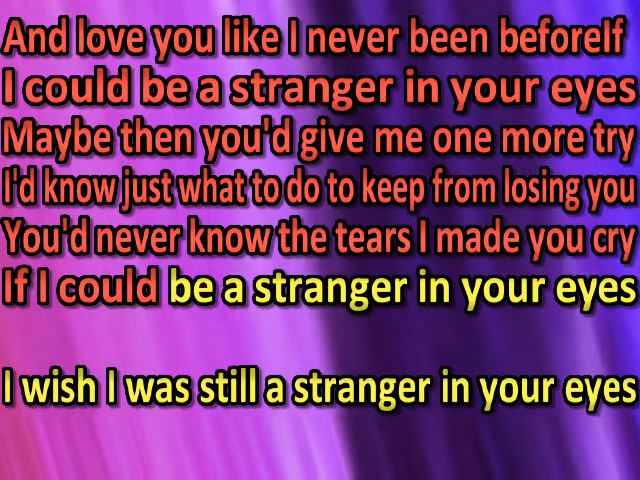 And love you like I never been beforeIf
I could be a stranger in your eyes
Maybe then you'd give me one more try
I'd know just what to do to keep from losing you
You'd never know the tears I made you cry
If I could be a stranger in your eyes
I wish I was still a stranger in your eyes